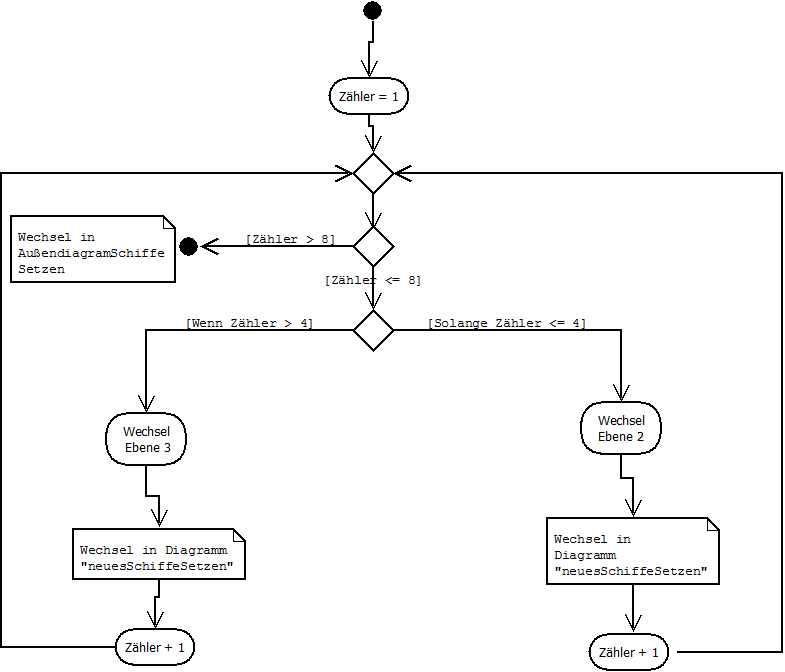 Zähler = 1
[Zähler > 8]
Wechsel in
AußendiagramSchiffe
Setzen
[Zähler <= 8]
[Wenn Zähler > 4]
[Solange Zähler <= 4]
Wechsel
Ebene 3
Wechsel
Ebene 2
Wechsel in Diagramm
"neuesSchiffeSetzen"
Wechsel in
Diagramm
"neuesSchiffeSetzen"
Zähler + 1
Zähler + 1